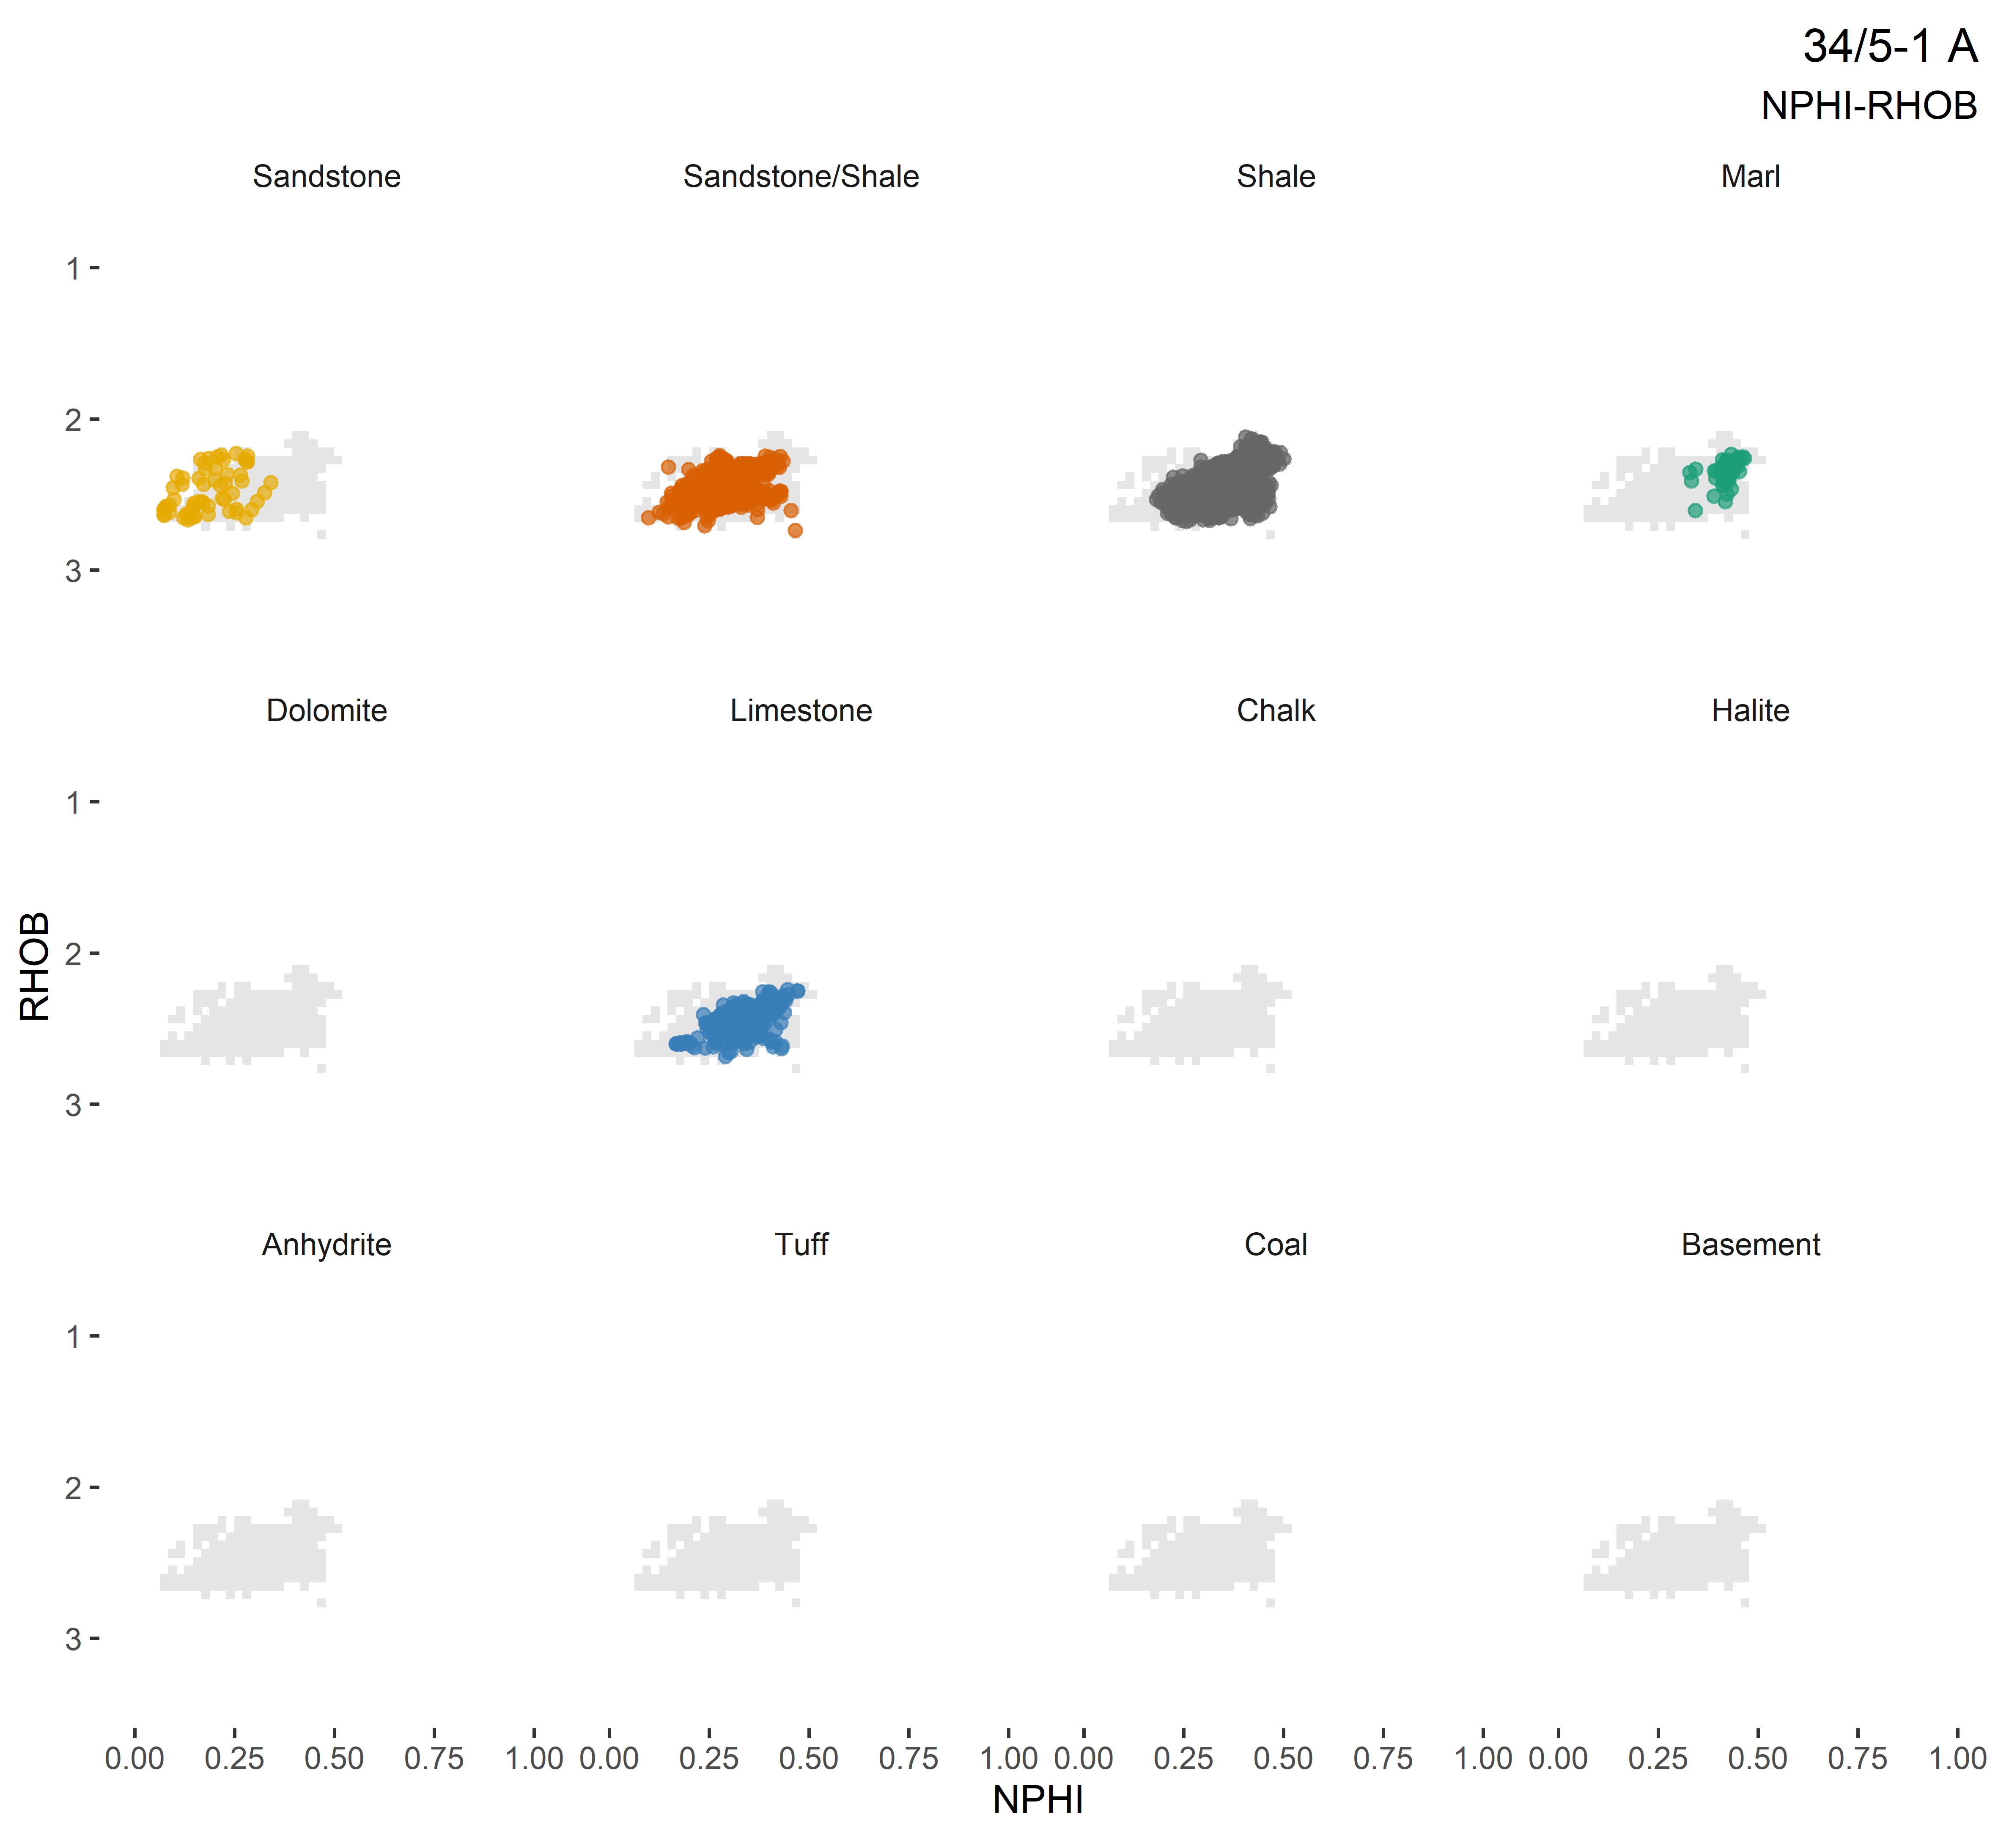 34/5-1 A
NPHI-RHOB
Sandstone Sandstone/Shale Shale Marl
1
2
3
Dolomite Limestone Chalk Halite
1
2
3
RHOB
Anhydrite Tuff Coal Basement
1
2
3
0.00 0.25 0.50 0.75 1.00 0.00 0.25 0.50 0.75 1.00 0.00 0.25 0.50 0.75 1.00 0.00 0.25 0.50 0.75 1.00
NPHI